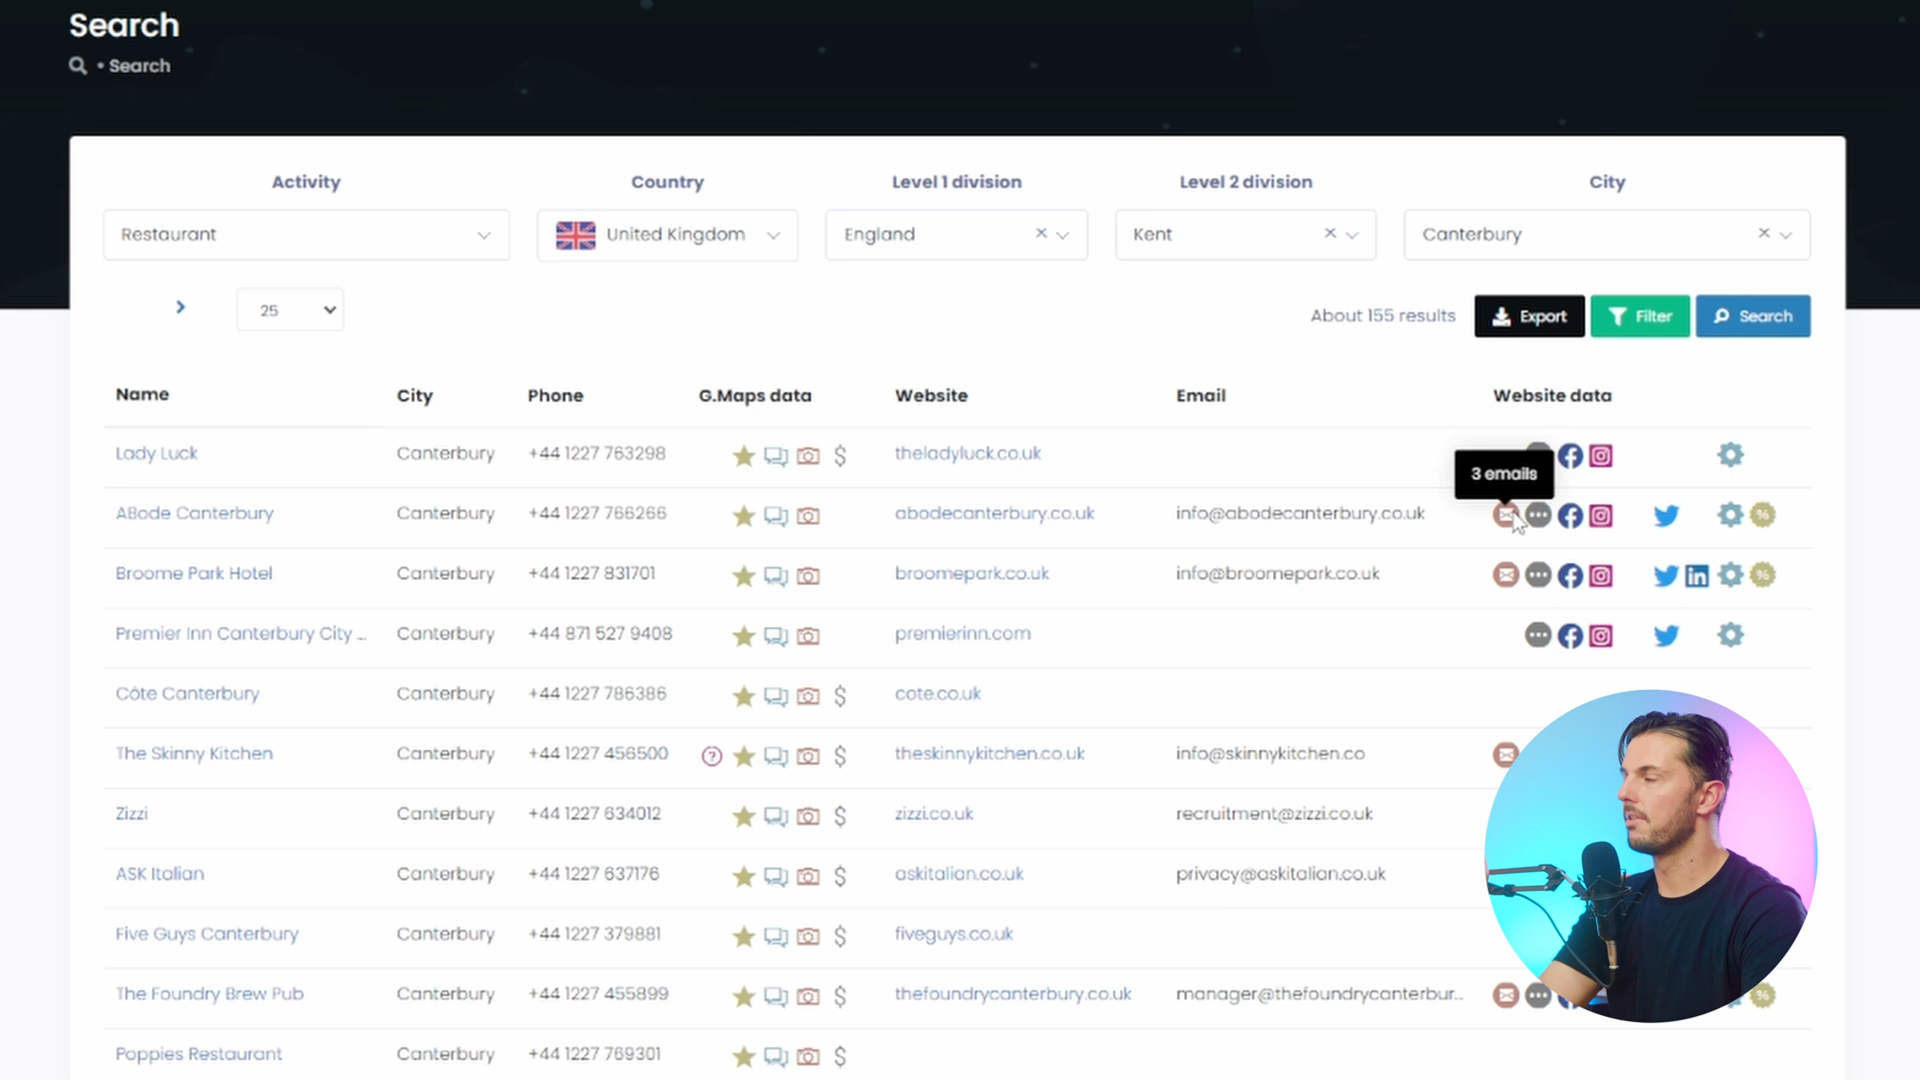 Search
• Search
Activity Country Level 1 division Level 2 division City
Restaurant United Kingdom England Kent Canterbury
25 About 155 results Export Filter Search
Name City Phone G.Maps data Website Email Website data
Lady Luck Canterbury +44 1227 763298 $ theladyluck.co.uk
3 emails
ABode Canterbury Canterbury +44 1227 766266 abodecanterbury.co.uk info@abodecanterbury.co.uk
Broome Park Hotel Canterbury +44 1227 831701 broomepark.co.uk info@broomepark.co.uk
Premier Inn Canterbury City ... Canterbury +44 871 527 9408 premierinn.com
Côte Canterbury Canterbury +44 1227 786386 $ cote.co.uk
The Skinny Kitchen Canterbury +44 1227 456500 $ theskinnykitchen.co.uk info@skinnykitchen.co
Zizzi Canterbury +44 1227 634012 $ zizzi.co.uk recruitment@zizzi.co.uk
ASK Italian Canterbury +44 1227 637176 $ askitalian.co.uk privacy@askitalian.co.uk
Five Guys Canterbury Canterbury +44 1227 379881 $ fiveguys.co.uk
The Foundry Brew Pub Canterbury +44 1227 455899 $ thefoundrycanterbury.co.uk manager@thefoundrycanterbur...
Poppies Restaurant Canterbury +44 1227 769301 $